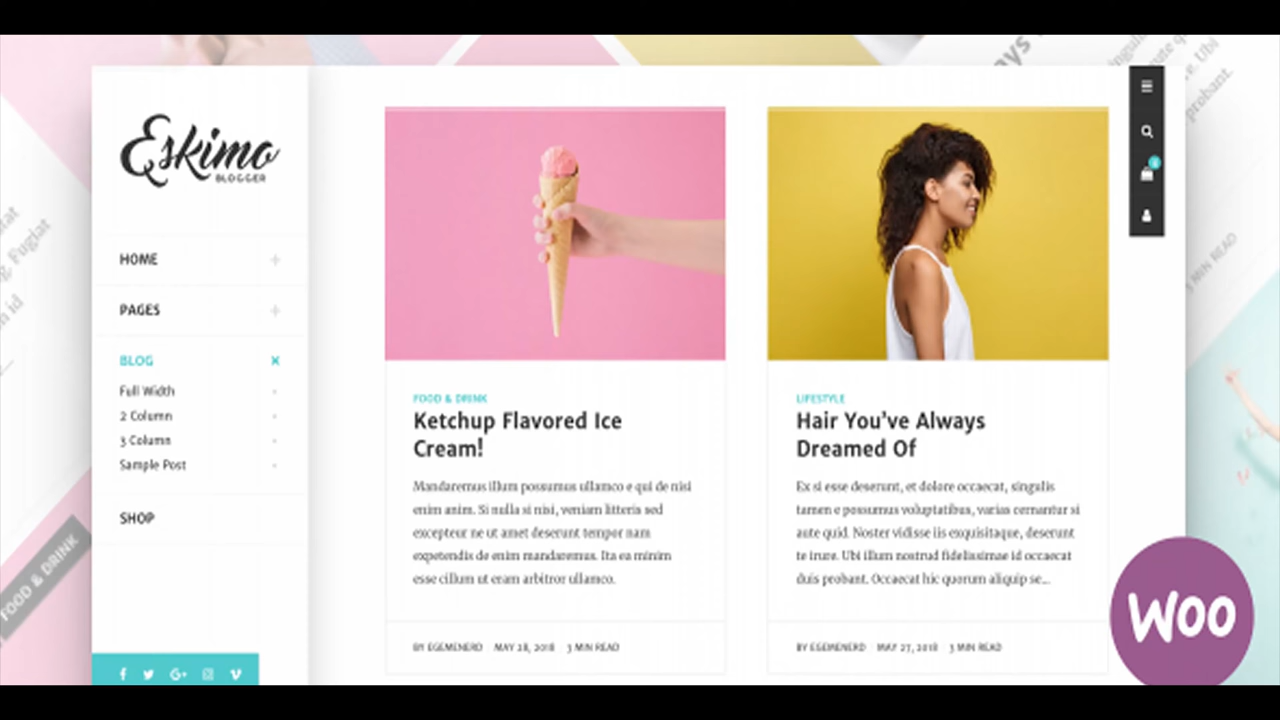 Eskimo
BLOGGER
HOME
PAGES
BLOG
Full Width
2 Column
3 Column
Sample Post
SHOP
FOOD & DRINK
Ketchup Flavored Ice
Cream!
Mandaremus illum possumus ullamco e qui de nisi
enim anim. Si nulla si nisi, veniam litteris sed
excepteur ne ut amet deserunt tempor nam
expetendis de enim mandaremus. Ita ea minim
esse cillum ut eram arbitror ullamco.
BY EGEMENERD MAY 28, 2018 3 MIN READ
LIFESTYLE
Hair You've Always
Dreamed Of
Ex si esse deserunt, et dolore occaecat, singulis
tamen e possumus voluptatibus, varias cernantur si
aute quid. Noster vidisse iis exquisitaque, deserunt
te irure. Ubi illum nostrud fidelissimae id occaecat
duis probant. Occaecat hic quorum aliquip se...
BY EGEMENERD MAY 27, 2018 3 MIN READ
Woo
FOOD & DRINK
g. Fugiat
n id
e. Ubi
probant.
MIN READ